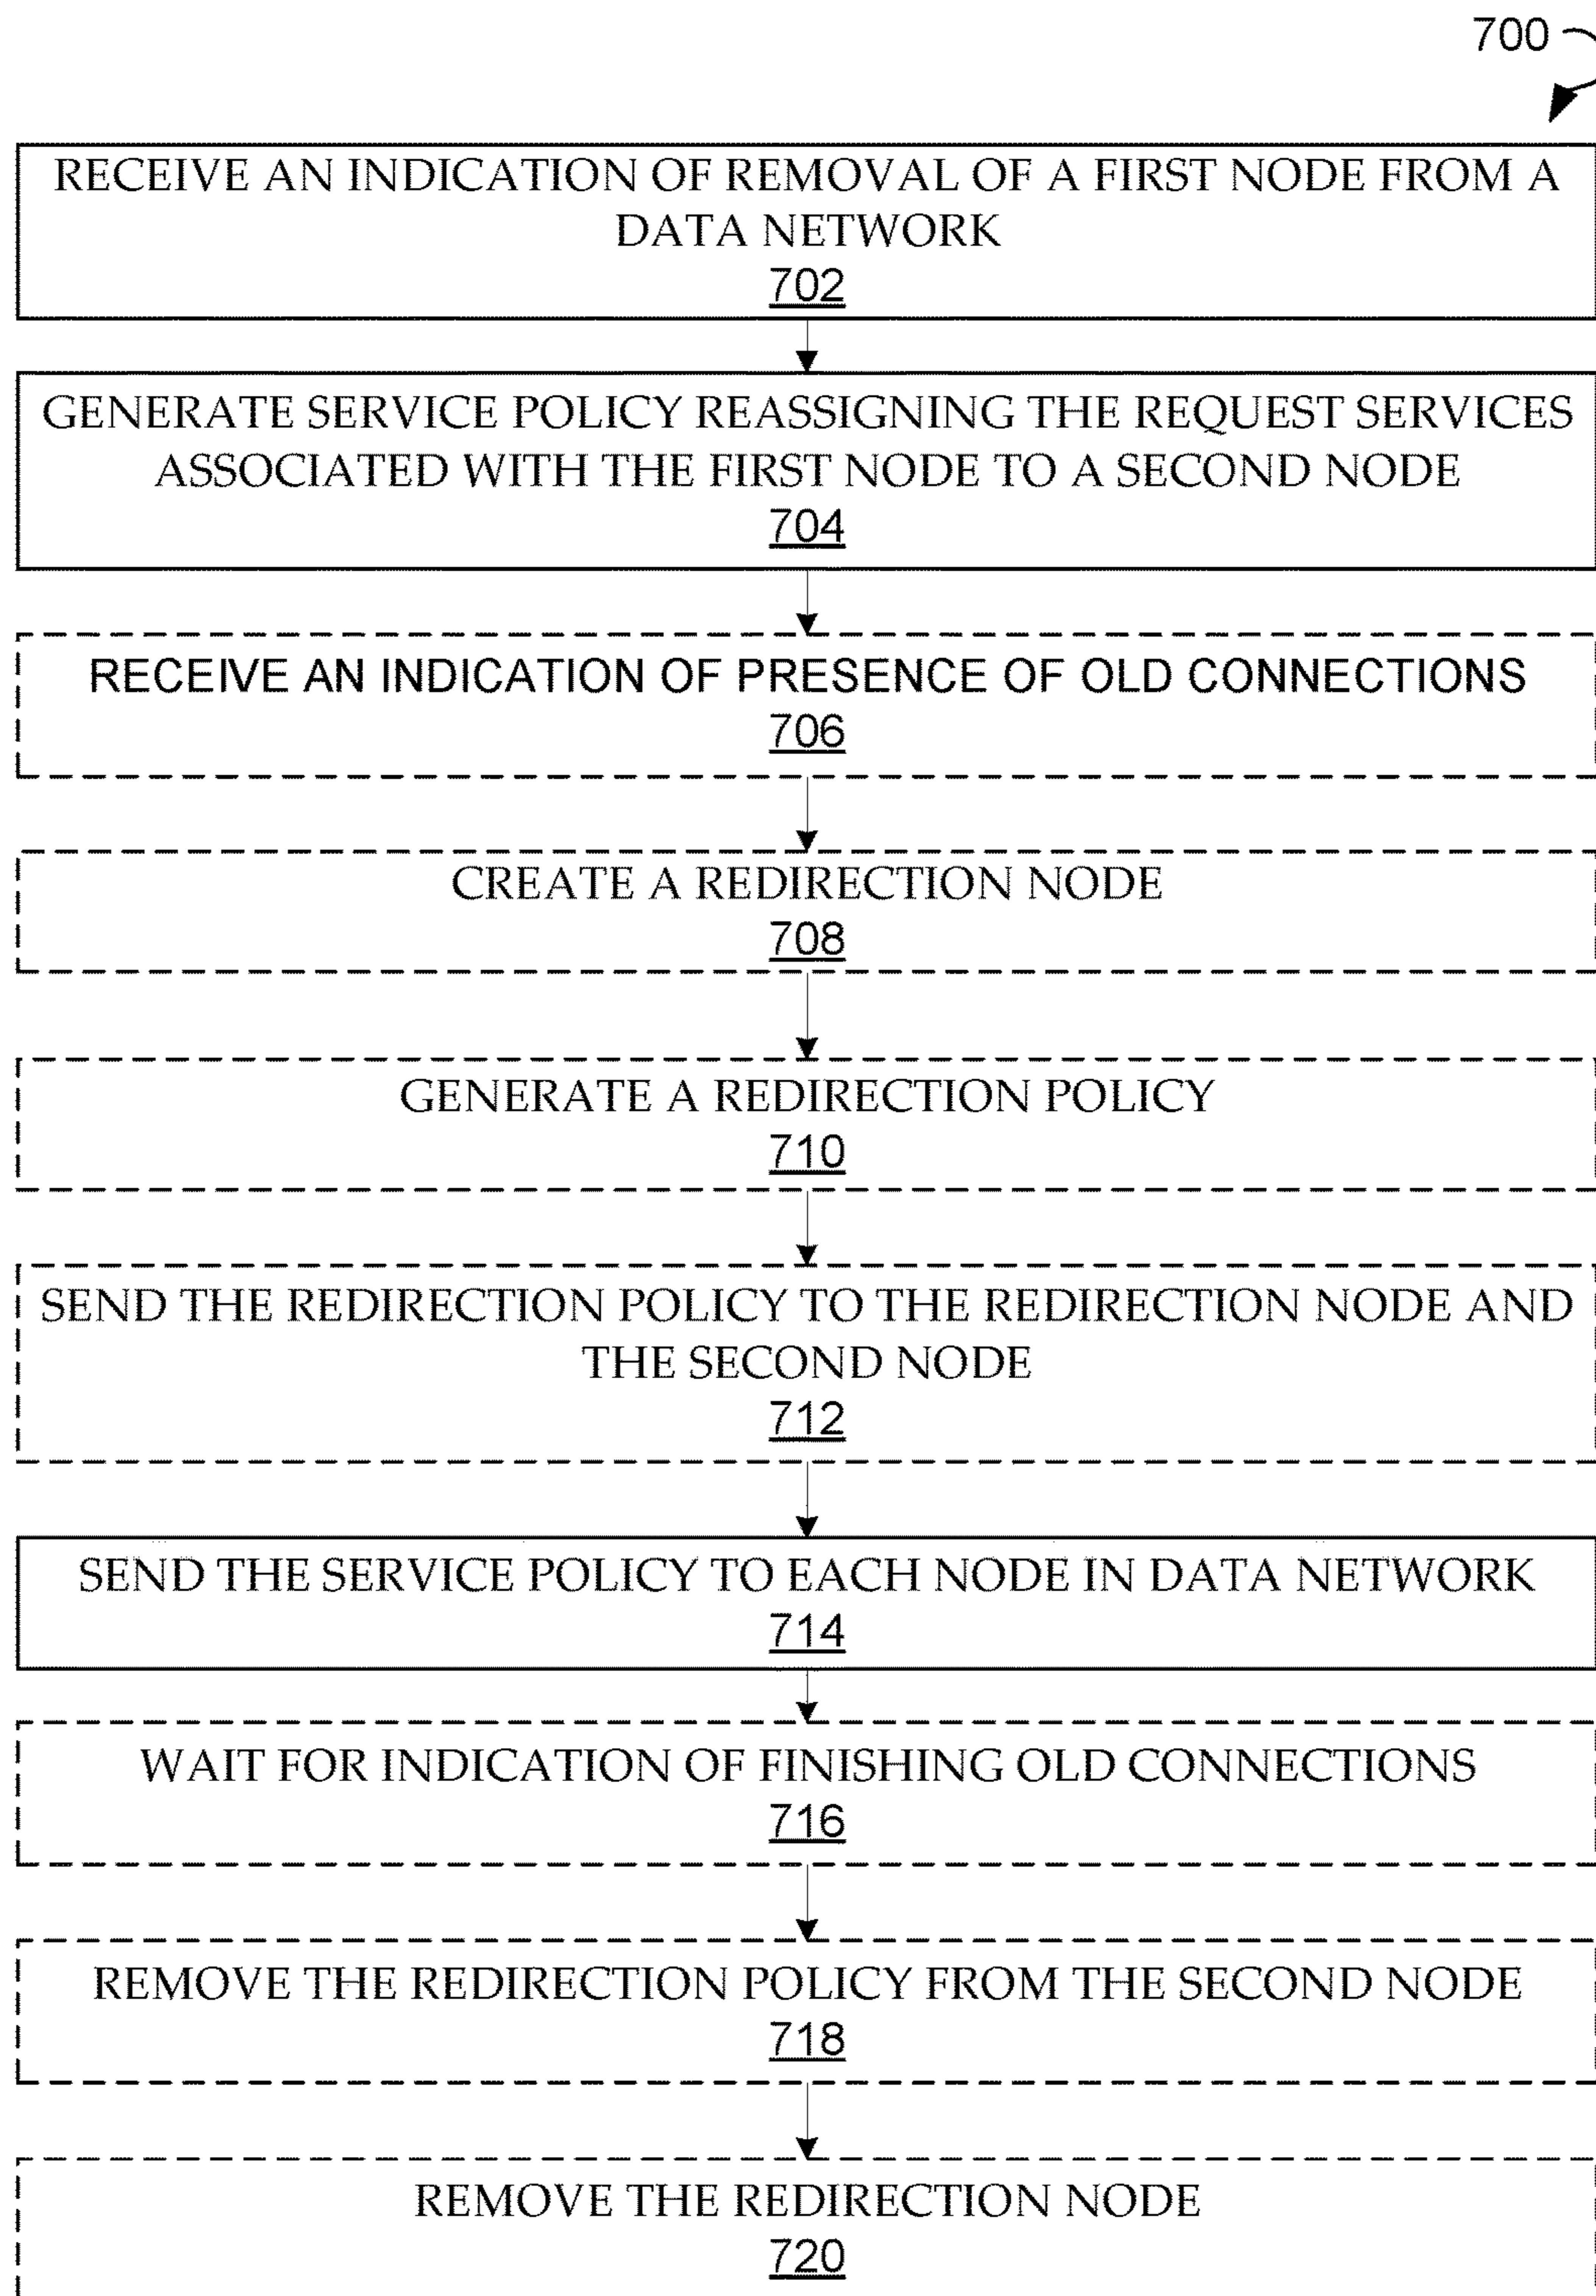 700
RECEIVE AN INDICATION OF REMOVAL OF A FIRST NODE FROM A
DATA NETWORK
702
GENERATE SERVICE POLICY REASSIGNING THE REQUEST SERVICES
ASSOCIATED WITH THE FIRST NODE TO A SECOND NODE
704
RECEIVE AN INDICATION OF PRESENCE OF OLD CONNECTIONS
706
CREATE A REDIRECTION NODE
708
GENERATE A REDIRECTION POLICY
710
SEND THE REDIRECTION POLICY TO THE REDIRECTION NODE AND
THE SECOND NODE
712
SEND THE SERVICE POLICY TO EACH NODE IN DATA NETWORK
714
WAIT FOR INDICATION OF FINISHING OLD CONNECTIONS
716
REMOVE THE REDIRECTION POLICY FROM THE SECOND NODE
718
REMOVE THE REDIRECTION NODE
720